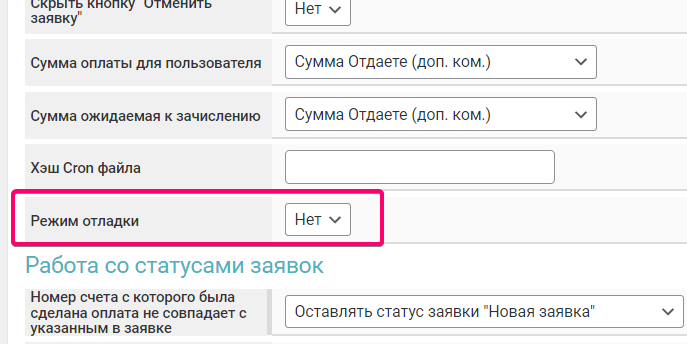 Скрыть кнопку "Отменить
заявку"
Нет
Сумма оплаты для пользователя
Сумма Отдаете (доп. ком.)
Сумма ожидаемая к зачислению
Сумма Отдаете (доп. ком.)
Хэш Cron файла
Режим отладки
Нет
Работа со статусами заявок
Номер счета с которого была
сделана оплата не совпадает с
указанным в заявке
Оставлять статус заявки "Новая заявка"